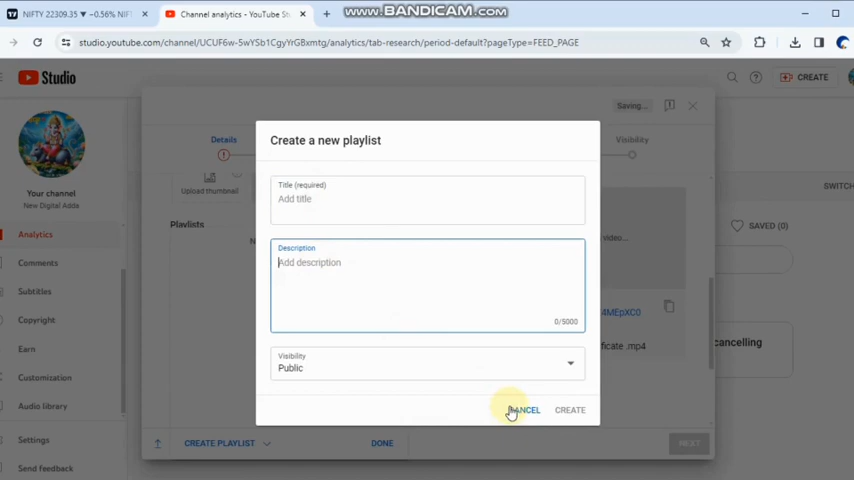 NIFTY 22309.35 ▼ −0.56% NIFT
Channel analytics - YouTube St
WWW.BANDICAM.COM
studio.youtube.com/channel/UCUF6w-5wYSb1CgyYrGBxmtg/analytics/tab-research/period-default?pageType=FEED_PAGE
Studio
CREATE
Saving...
Details
Visibility
Create a new playlist
Your channel
New Digital Adda
Analytics
Comments
Subtitles
Copyright
Earn
Customization
Audio library
Settings
Send feedback
Upload thumbnail
Playlists
Title (required)
Add title
Description
Add description
0/5000
Visibility
Public
CANCEL
CREATE
SWITCH
SAVED (0)
video...
4MEpXC0
ficate .mp4
cancelling
CREATE PLAYLIST
DONE
NEXT